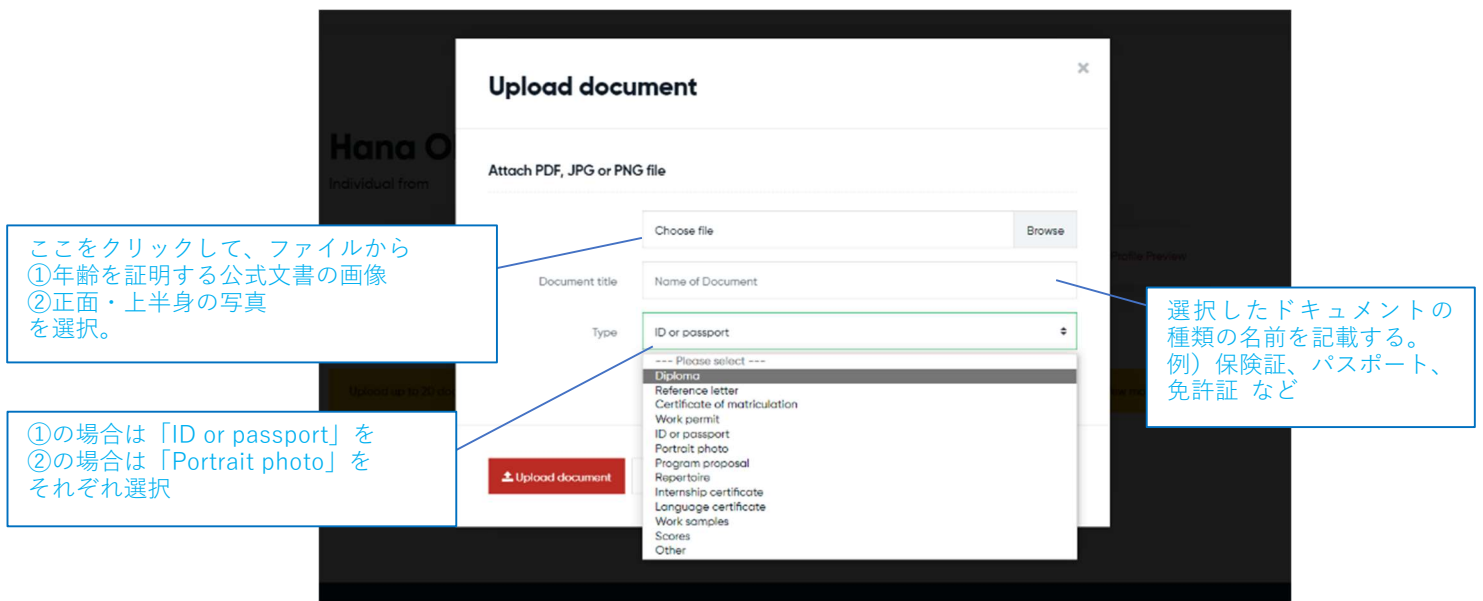 Upload document
×
Hana O
Individual from
Attach PDF, JPG or PNG file
Choose file
Browse
ここをクリックして、ファイルから
①年齢を証明する公式文書の画像
②正面・上半身の写真
を選択。
Profile Preview
Document title
Name of Document
選択したドキュメントの
種類の名前を記載する。
例）保険証、パスポート、
免許証 など
Type
ID or passport
--- Please select ---
Diploma
Reference letter
Certificate of matriculation
Work permit
ID or passport
Portrait photo
Program proposal
Repertoire
Internship certificate
Language certificate
Work samples
Scores
Other
Upload up to 20
①の場合は「ID or passport」を
②の場合は「Portrait photo」を
それぞれ選択
Upload document